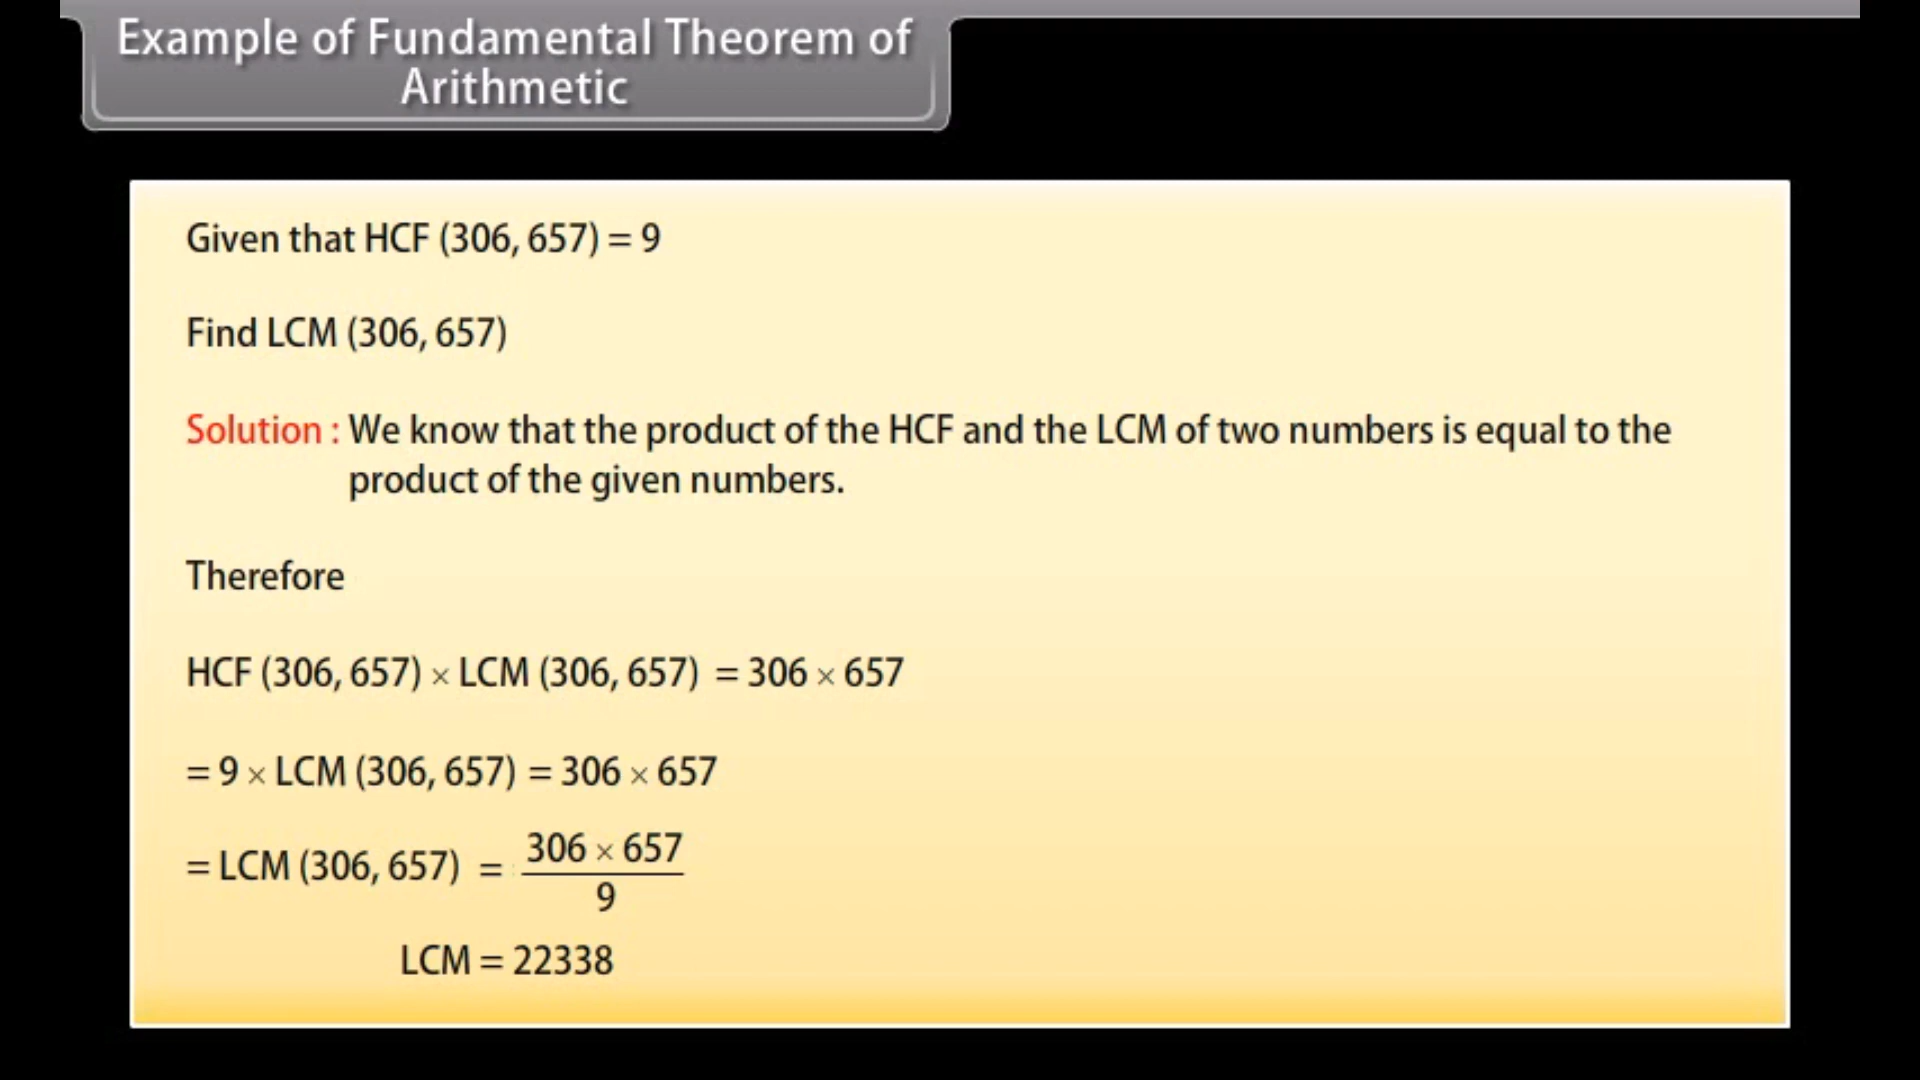 Example of Fundamental Theorem of
Arithmetic
Given that HCF (306, 657) = 9
Find LCM (306, 657)
Solution : We know that the product of the HCF and the LCM of two numbers is equal to the
product of the given numbers.
Therefore
HCF (306, 657) × LCM (306, 657) = 306 × 657
= 9 × LCM (306, 657) = 306 × 657
= LCM (306, 657) = 306 × 657
9
LCM = 22338